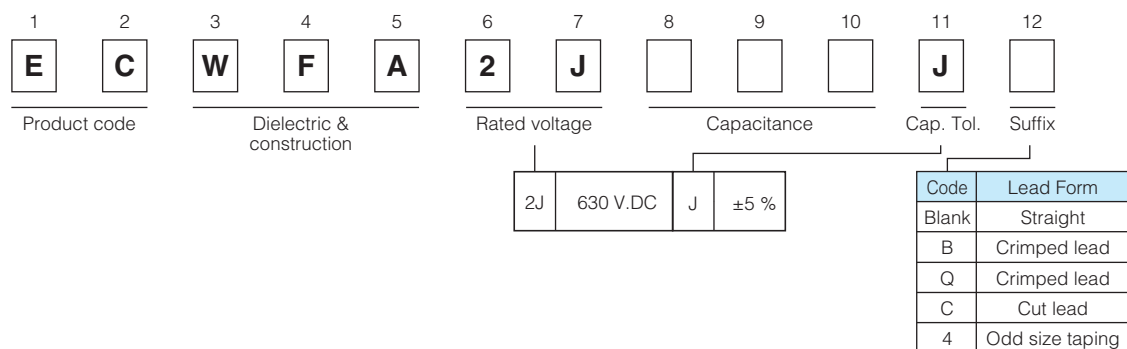 1 2 3 4 5 6 7 8 9 10 11 12
E C W F A 2 J J
Product code Dielectric & Rated voltage Capacitance Cap. Tol. Suffix
construction
2J 630 V.DC J ±5 %
Code Lead Form
Blank Straight
B Crimped lead
Q Crimped lead
C Cut lead
4 Odd size taping